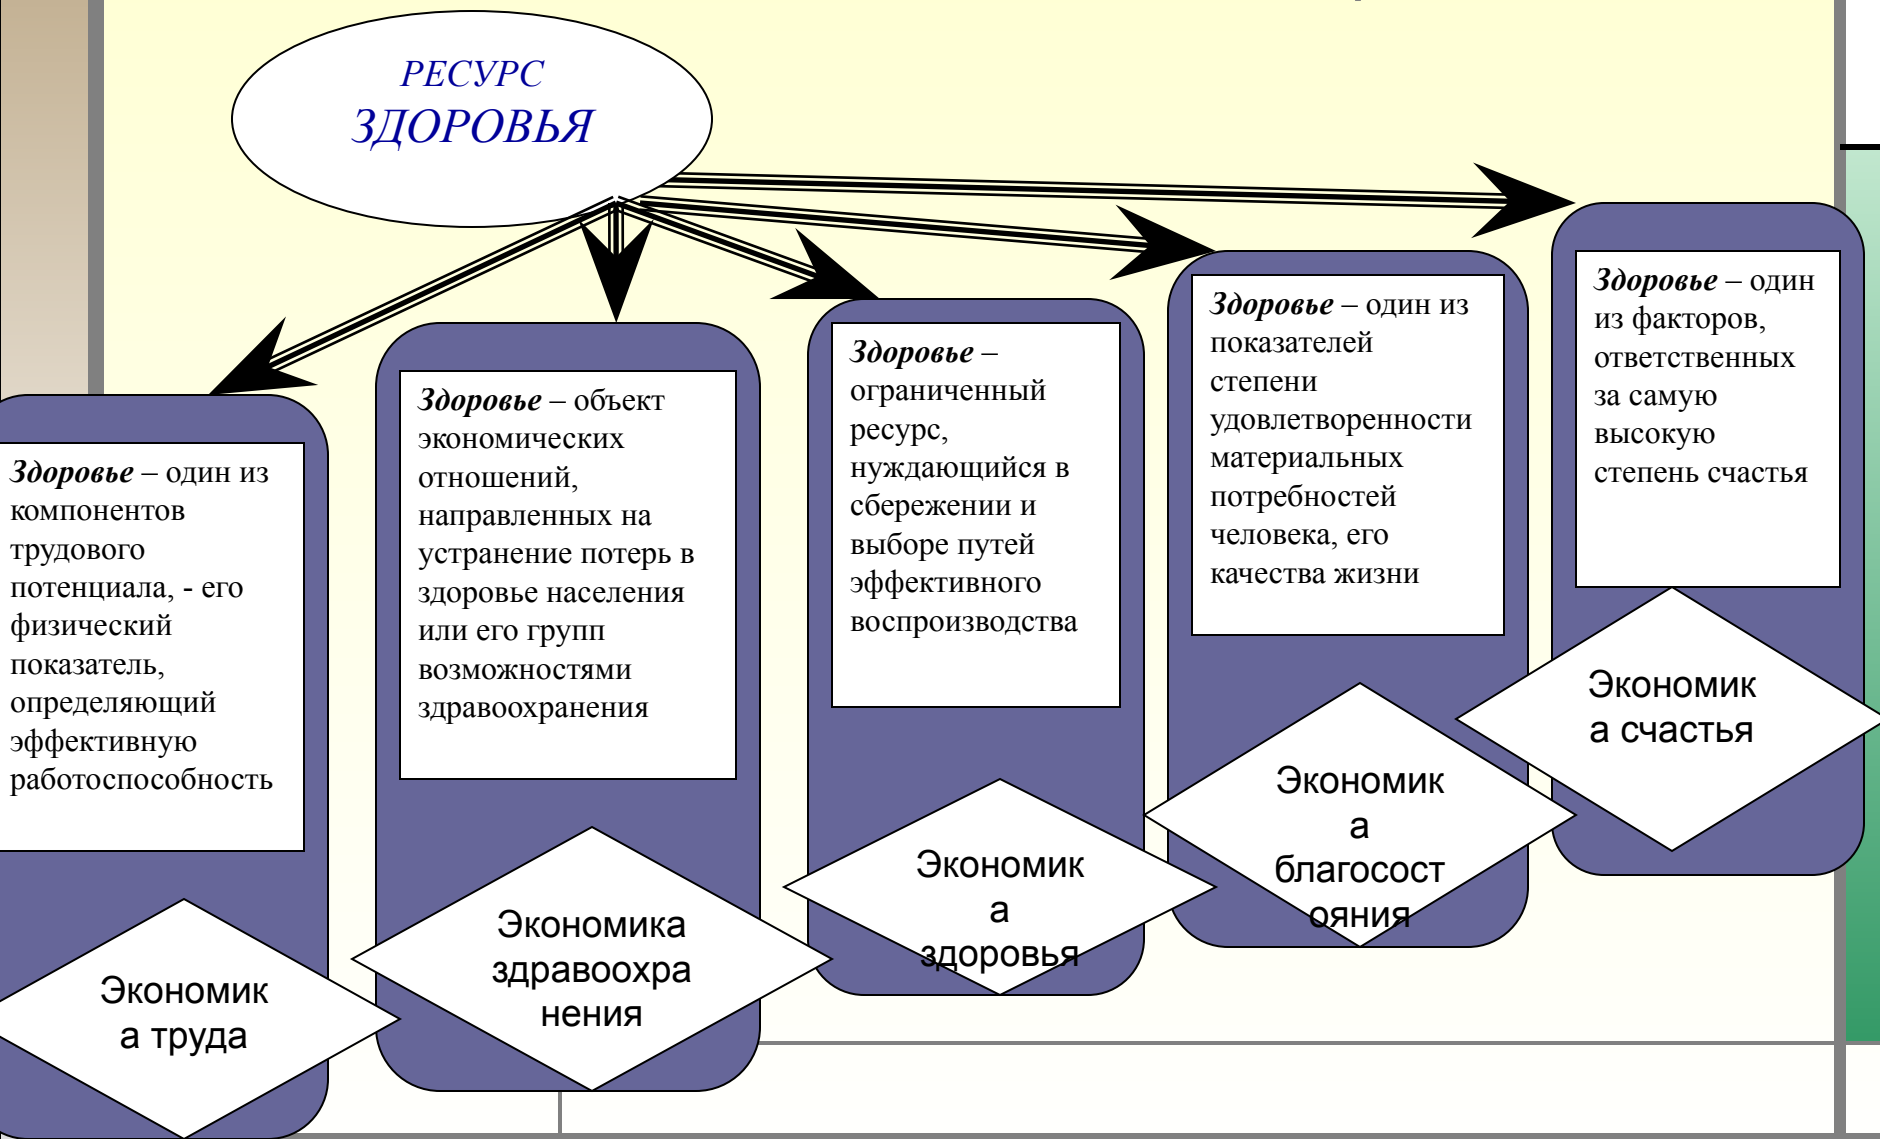 РЕСУРС
ЗДОРОВЬЯ
Здоровье – один из
компонентов
трудового
потенциала, - его
физический
показатель,
определяющий
эффективную
работоспособность
Экономик
а труда
Здоровье – объект
экономических
отношений,
направленных на
устранение потерь в
здоровье населения
или его групп
возможностями
здравоохранения
Экономика
здравоохра
нения
Здоровье –
ограниченный
ресурс,
нуждающийся в
сбережении и
выборе путей
эффективного
воспроизводства
Экономик
а
здоровья
Здоровье – один из
показателей
степени
удовлетворенности
материальных
потребностей
человека, его
качества жизни
Экономик
а
благосост
ояния
Здоровье – один
из факторов,
ответственных
за самую
высокую
степень счастья
Экономик
а счастья